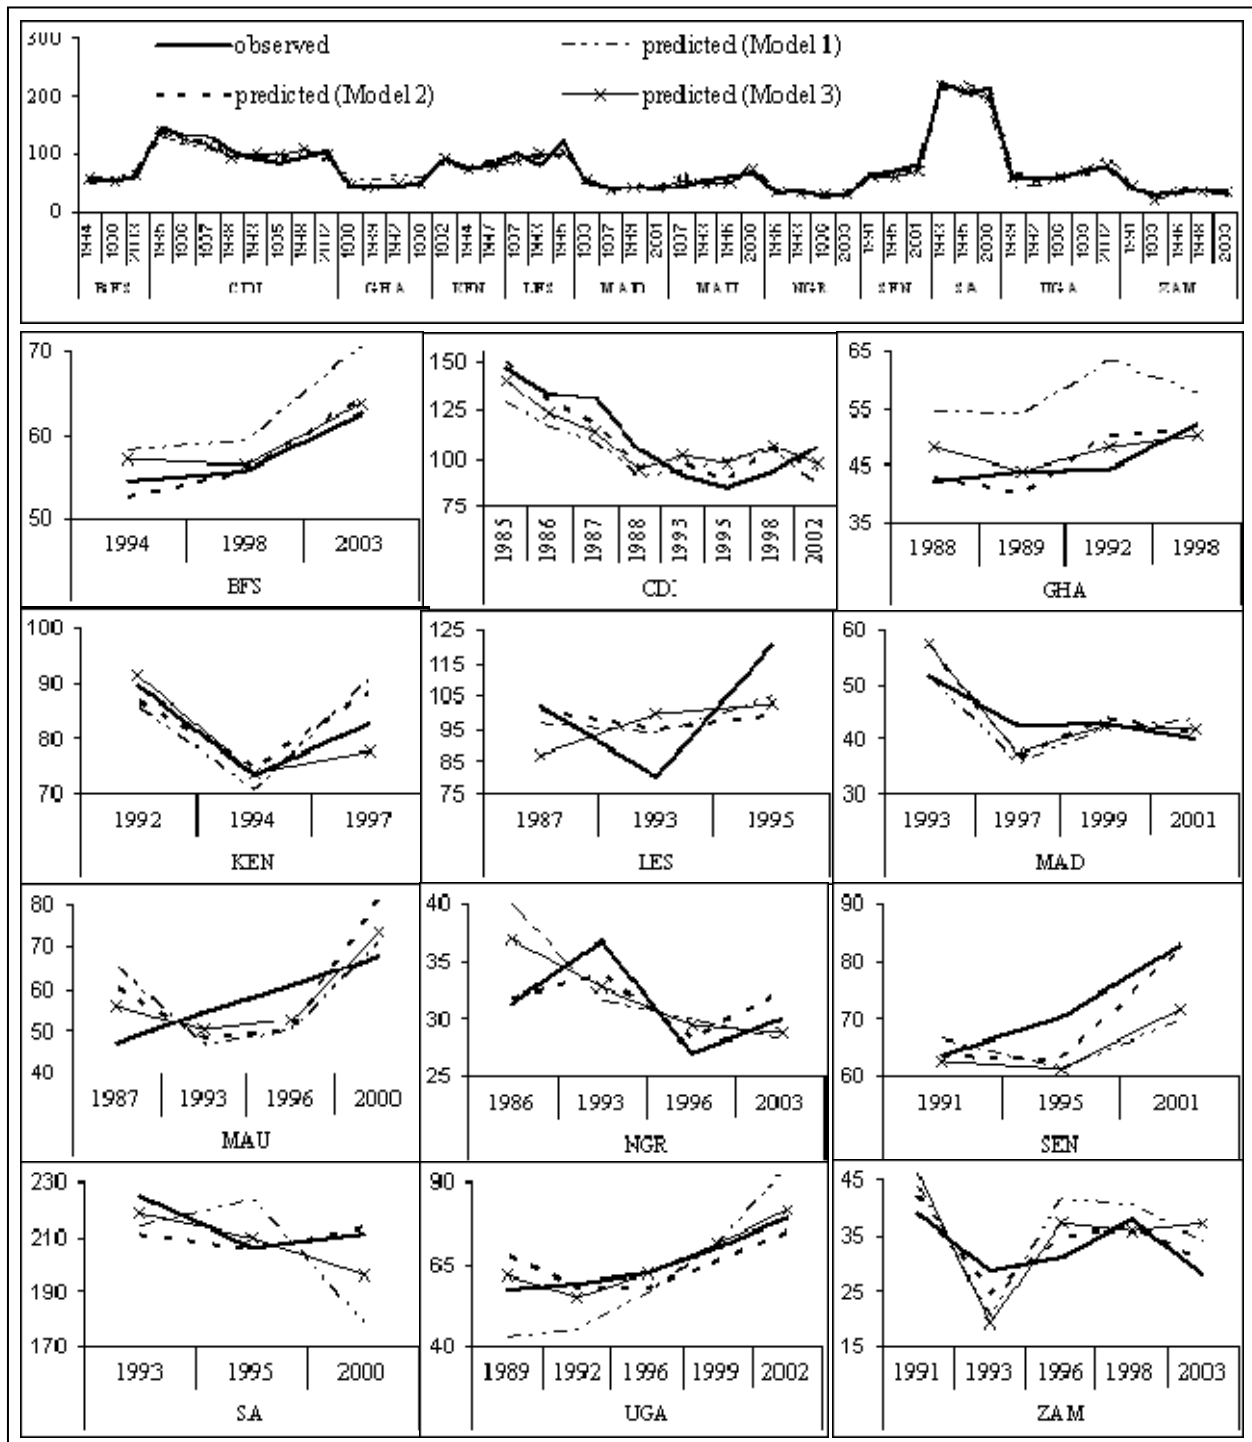 300
observed
predicted (Model 1)
200
predicted (Model 2)
predicted (Model 3)
100
0
BFS CDI GHA KEN LES MAD MAU NGR SEN SA UGA ZAM
70
60
50
1994 1998 2003
BFS
150
125
100
75
1985 1986 1987 1988 1993 1995 1998 2002
CDI
65
55
45
35
1988 1989 1992 1998
GHA
100
90
80
70
1992 1994 1997
KEN
125
115
105
95
85
75
1987 1993 1995
LES
60
50
40
30
1993 1997 1999 2001
MAD
80
70
60
50
40
1987 1993 1996 2000
MAU
40
35
30
25
1986 1993 1996 2003
NGR
90
80
70
60
1991 1995 2001
SEN
230
210
190
170
1993 1995 2000
SA
90
65
40
1989 1992 1996 1999 2002
UGA
45
35
25
15
1991 1993 1996 1998 2003
ZAM